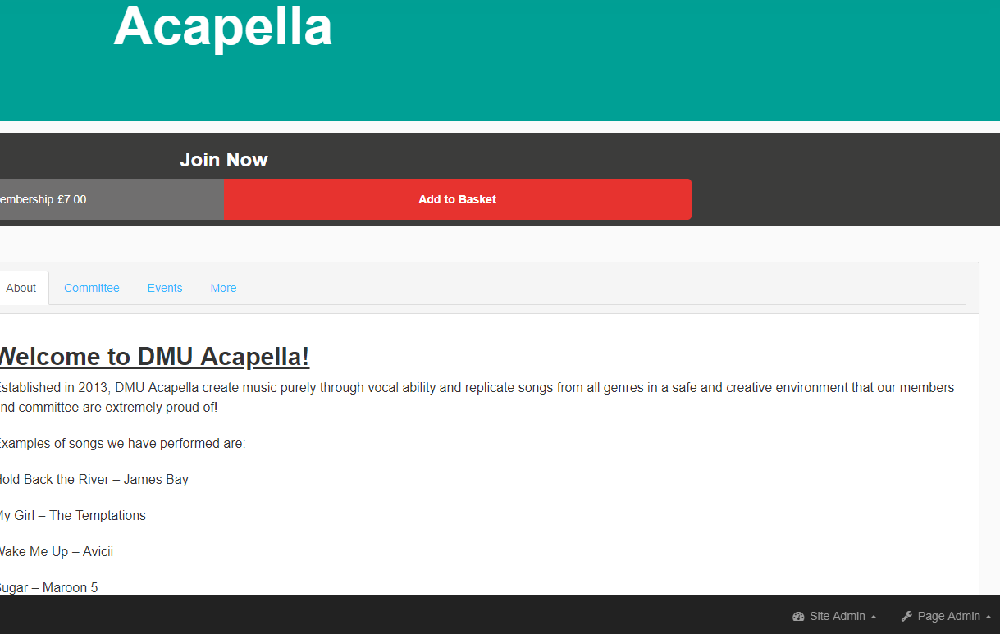 Acapella
Join Now
embership £7.00
Add to Basket
About
Committee
Events
More
Welcome to DMU Acapella!
Established in 2013, DMU Acapella create music purely through vocal ability and replicate songs from all genres in a safe and creative environment that our members
nd committee are extremely proud of!
Examples of songs we have performed are:
Hold Back the River – James Bay
My Girl – The Temptations
Wake Me Up – Avicii
Sugar – Maroon 5
Site Admin
Page Admin